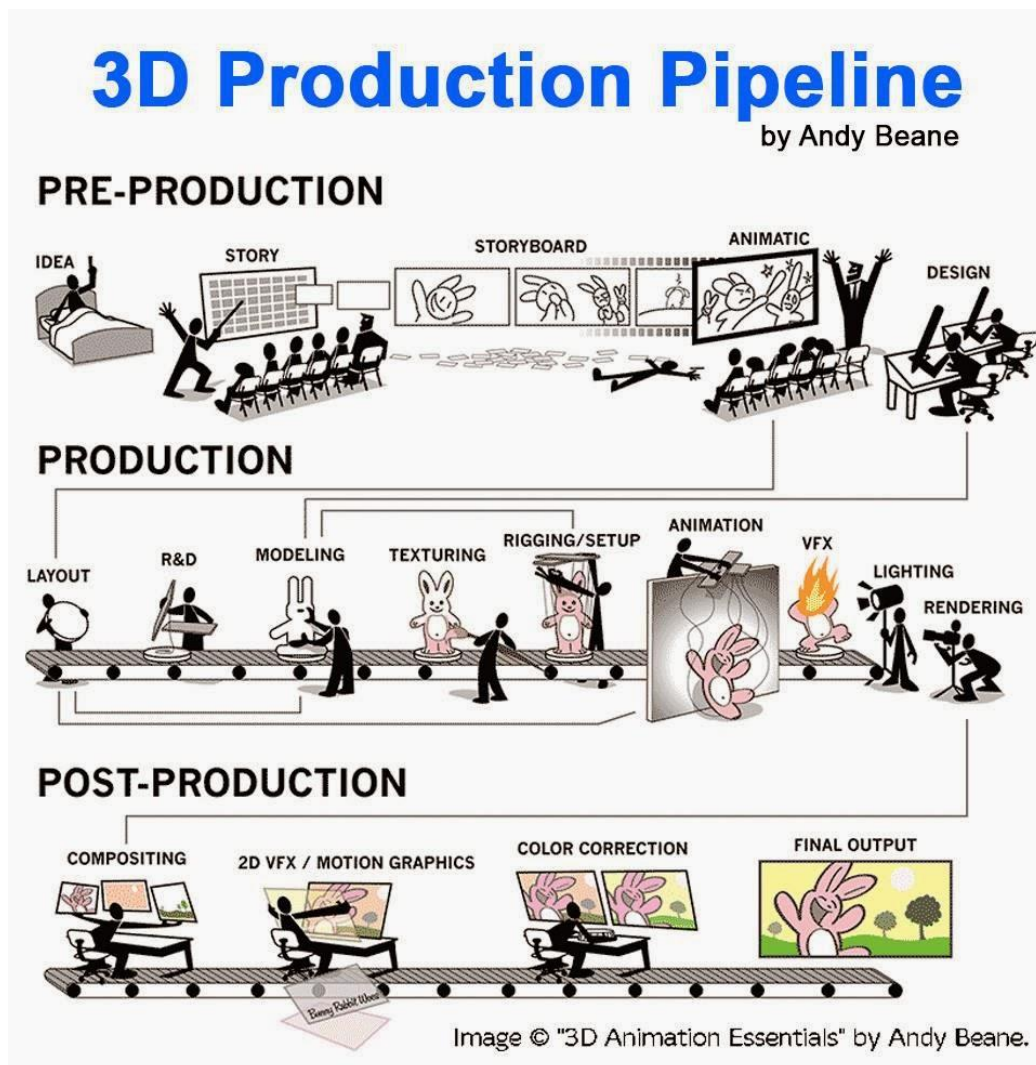 3D Production Pipeline
by Andy Beane
PRE-PRODUCTION
IDEA
STORY
STORYBOARD
ANIMATIC
DESIGN
PRODUCTION
LAYOUT
R&D
MODELING
TEXTURING
RIGGING/SETUP
ANIMATION
VFX
LIGHTING
RENDERING
POST-PRODUCTION
COMPOSITING
2D VFX / MOTION GRAPHICS
COLOR CORRECTION
FINAL OUTPUT
Bunny Rabbit Woes!
Image © "3D Animation Essentials" by Andy Beane.